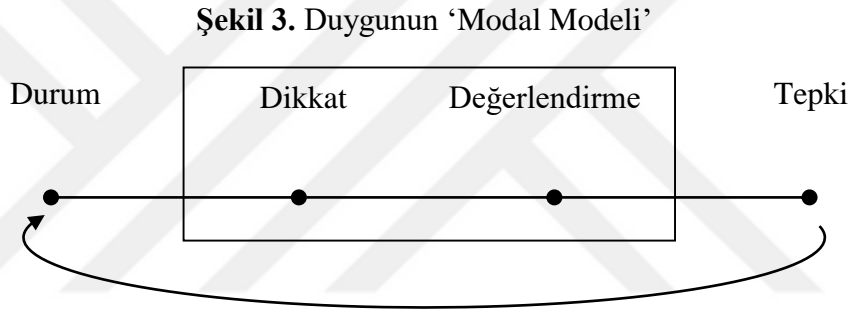 Şekil 3. Duygunun ‘Modal Modeli’
Durum Dikkat Değerlendirme Tepki